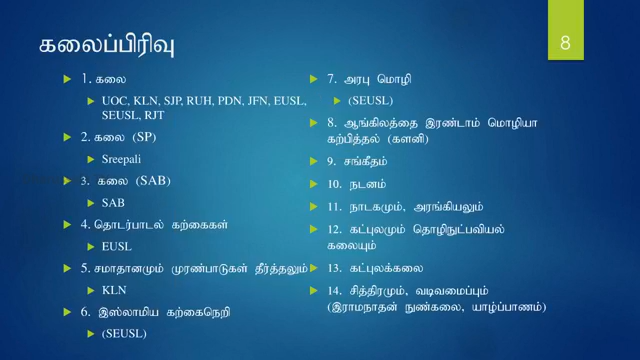 கலைப்பிரிவு
8
1. கலை
UOC, KLN, SJP, RUH, PDN, JFN, EUSL,
SEUSL, RJT
2. கலை (SP)
Sreepali
3. கலை (SAB)
SAB
4. தொடர்பாடல் கற்கைகள்
EUSL
5. சமாதானமும் முரண்பாடுகள் தீர்த்தலும்
KLN
6. இஸ்லாமிய கற்கைநெறி
(SEUSL)
7. அரபு மொழி
(SEUSL)
8. ஆங்கிலத்தை இரண்டாம் மொழியா
கற்பித்தல் (களனி)
9. சங்கீதம்
10. நடனம்
11. நாடகமும், அரங்கியலும்
12. கட்புலமும் தொழிநுட்பவியல்
கலையும்
13. கட்புலக்கலை
14. சித்திரமும், வடிவமைப்பும்
(இராமநாதன் நுண்கலை, யாழ்ப்பாணம்)